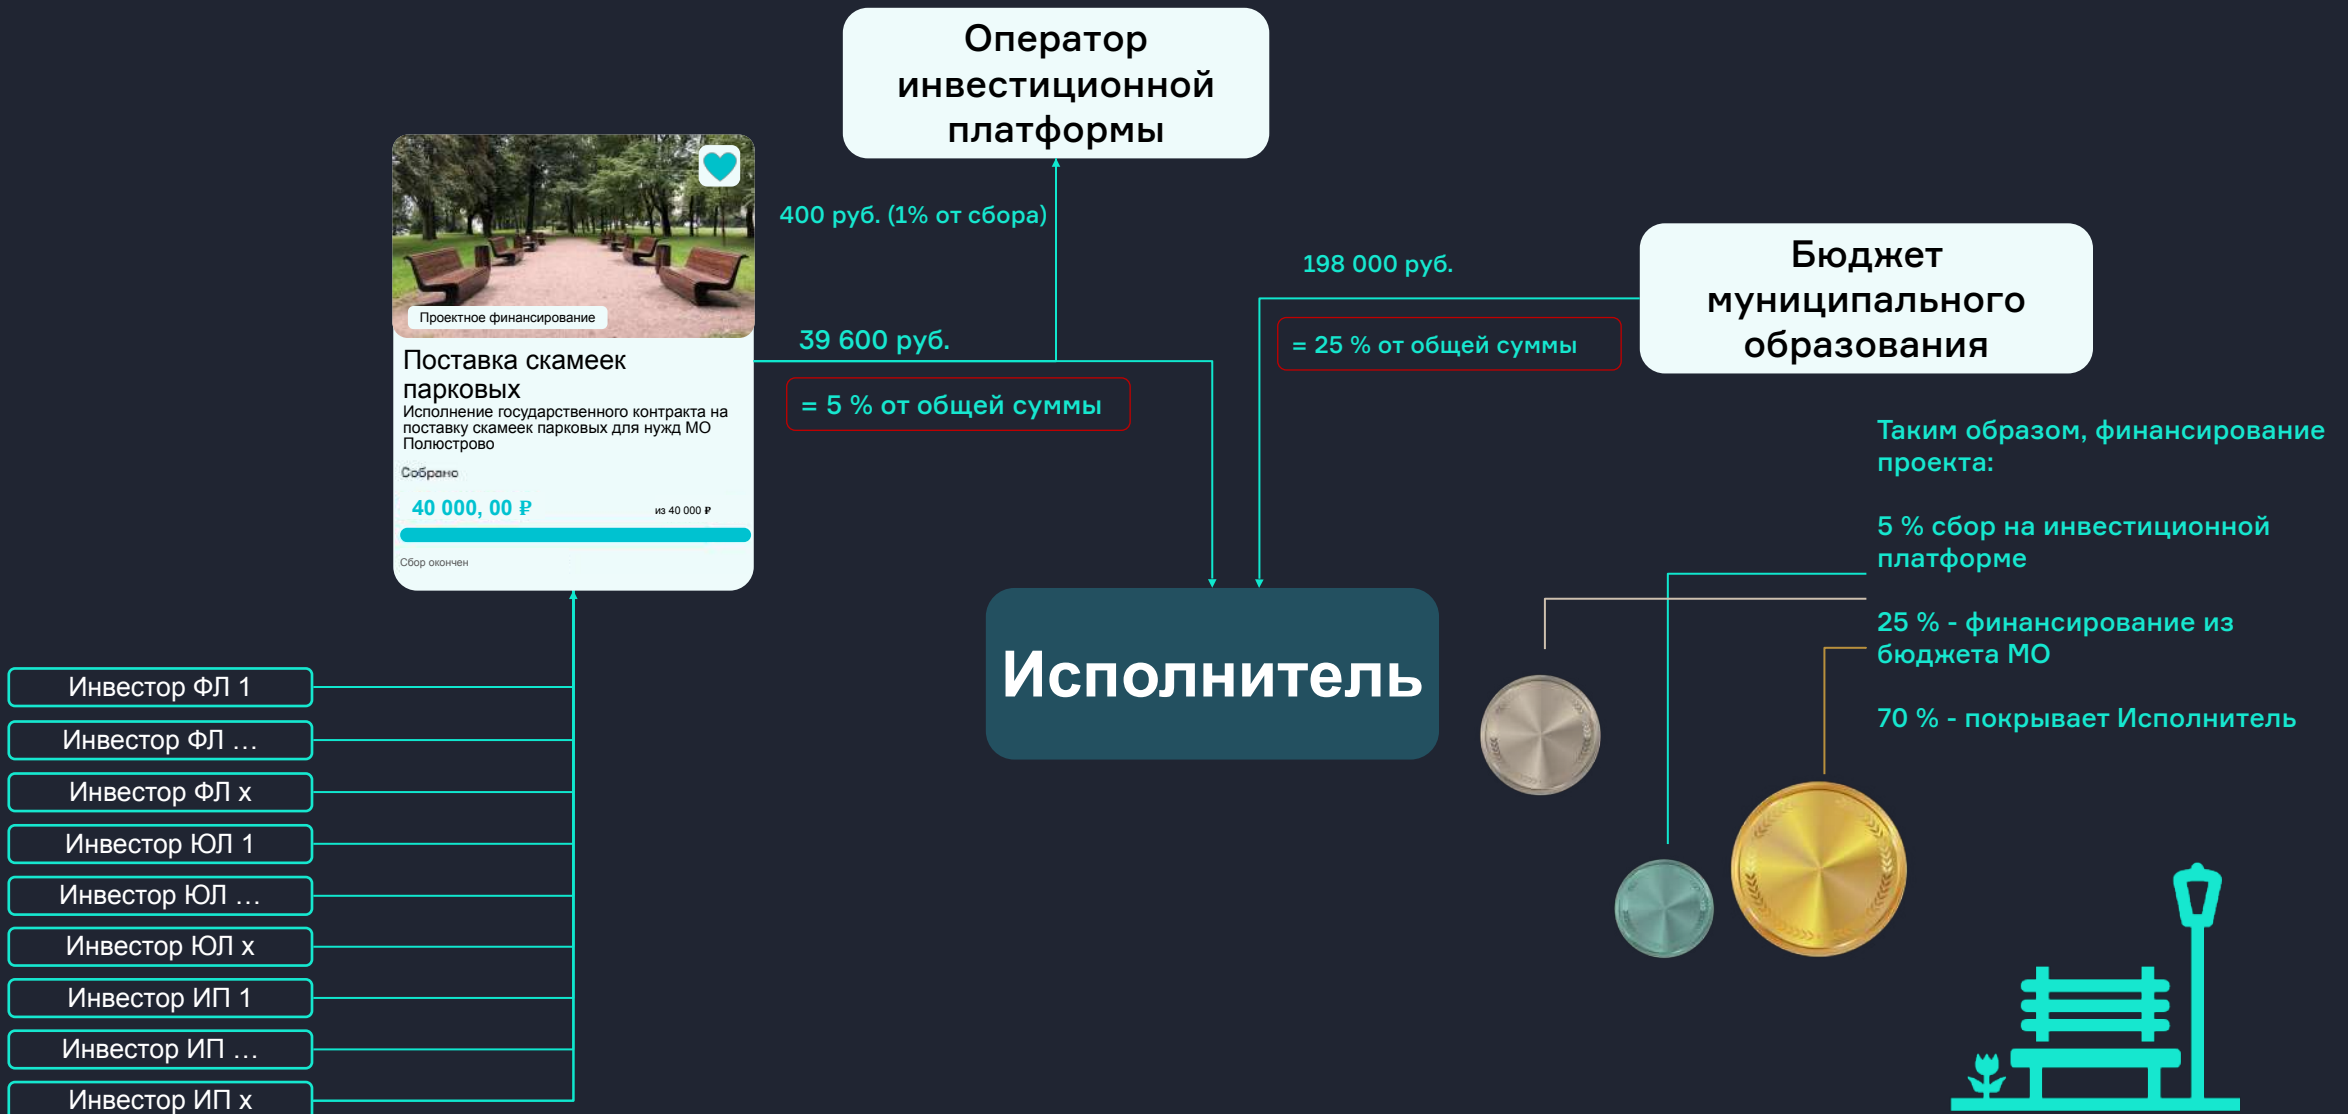 Оператор
инвестиционной
платформы
400 руб. (1% от сбора)
Проектное финансирование
Поставка скамеек
парковых
Исполнение государственного контракта на
поставку скамеек парковых для нужд МО
Полюстрово
Собрано
40 000, 00 ₽
из 40 000 ₽
Сбор окончен
39 600 руб.
= 5 % от общей суммы
198 000 руб.
= 25 % от общей суммы
Бюджет
муниципального
образования
Исполнитель
Таким образом, финансирование
проекта:
5 % сбор на инвестиционной
платформе
25 % - финансирование из
бюджета МО
70 % - покрывает Исполнитель
Инвестор ФЛ 1
Инвестор ФЛ …
Инвестор ФЛ х
Инвестор ЮЛ 1
Инвестор ЮЛ …
Инвестор ЮЛ х
Инвестор ИП 1
Инвестор ИП …
Инвестор ИП х